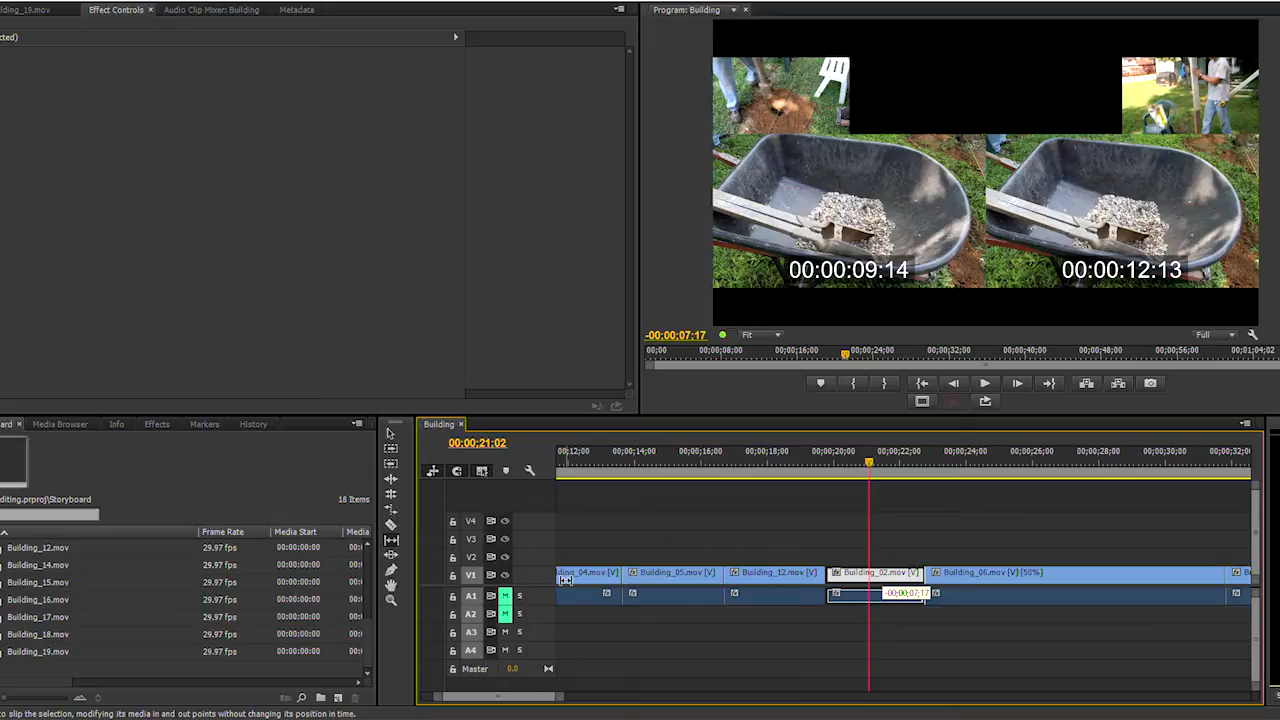 ding_19.mov Effect Controls Audio Clip Mixer: Building Metadata
cted)
Program: Building
00:00:09:14 00:00:12:13
-00:00:07:17 Fit Full
00;00 00;00;08;00 00;00;16;00 00;00;24;00 00;00;32;00 00;00;40;00 00;00;48;00 00;00;56;00 00;01;04;02
ard Media Browser Info Effects Markers History
Building
diting.prproj\Storyboard
18 Items
Frame Rate Media Start Media
Building_12.mov 29.97 fps 00:00:00:00 00:
Building_14.mov 29.97 fps 00:00:00:00 00:
Building_15.mov 29.97 fps 00:00:00:00 00:
Building_16.mov 29.97 fps 00:00:00:00 00:
Building_17.mov 29.97 fps 00:00:00:00 00:
Building_18.mov 29.97 fps 00:00:00:00 00:
Building_19.mov 29.97 fps 00:00:00:00 00:
00;00;21;02
00;12;00 00;00;14;00 00;00;16;00 00;00;18;00 00;00;20;00 00;00;22;00 00;00;24;00 00;00;26;00 00;00;28;00 00;00;30;00 00;00;32;00
V4
V3
V2
V1 ding_04.mov [V] Building_05.mov [V] Building_12.mov [V] Building_02.mov [V] Building_06.mov [V] [50%]
A1 M S -00;00;07;17
A2 M S
A3 M S
A4 M S
Master 0.0
to slip the selection, modifying its media in and out points without changing its position in time.